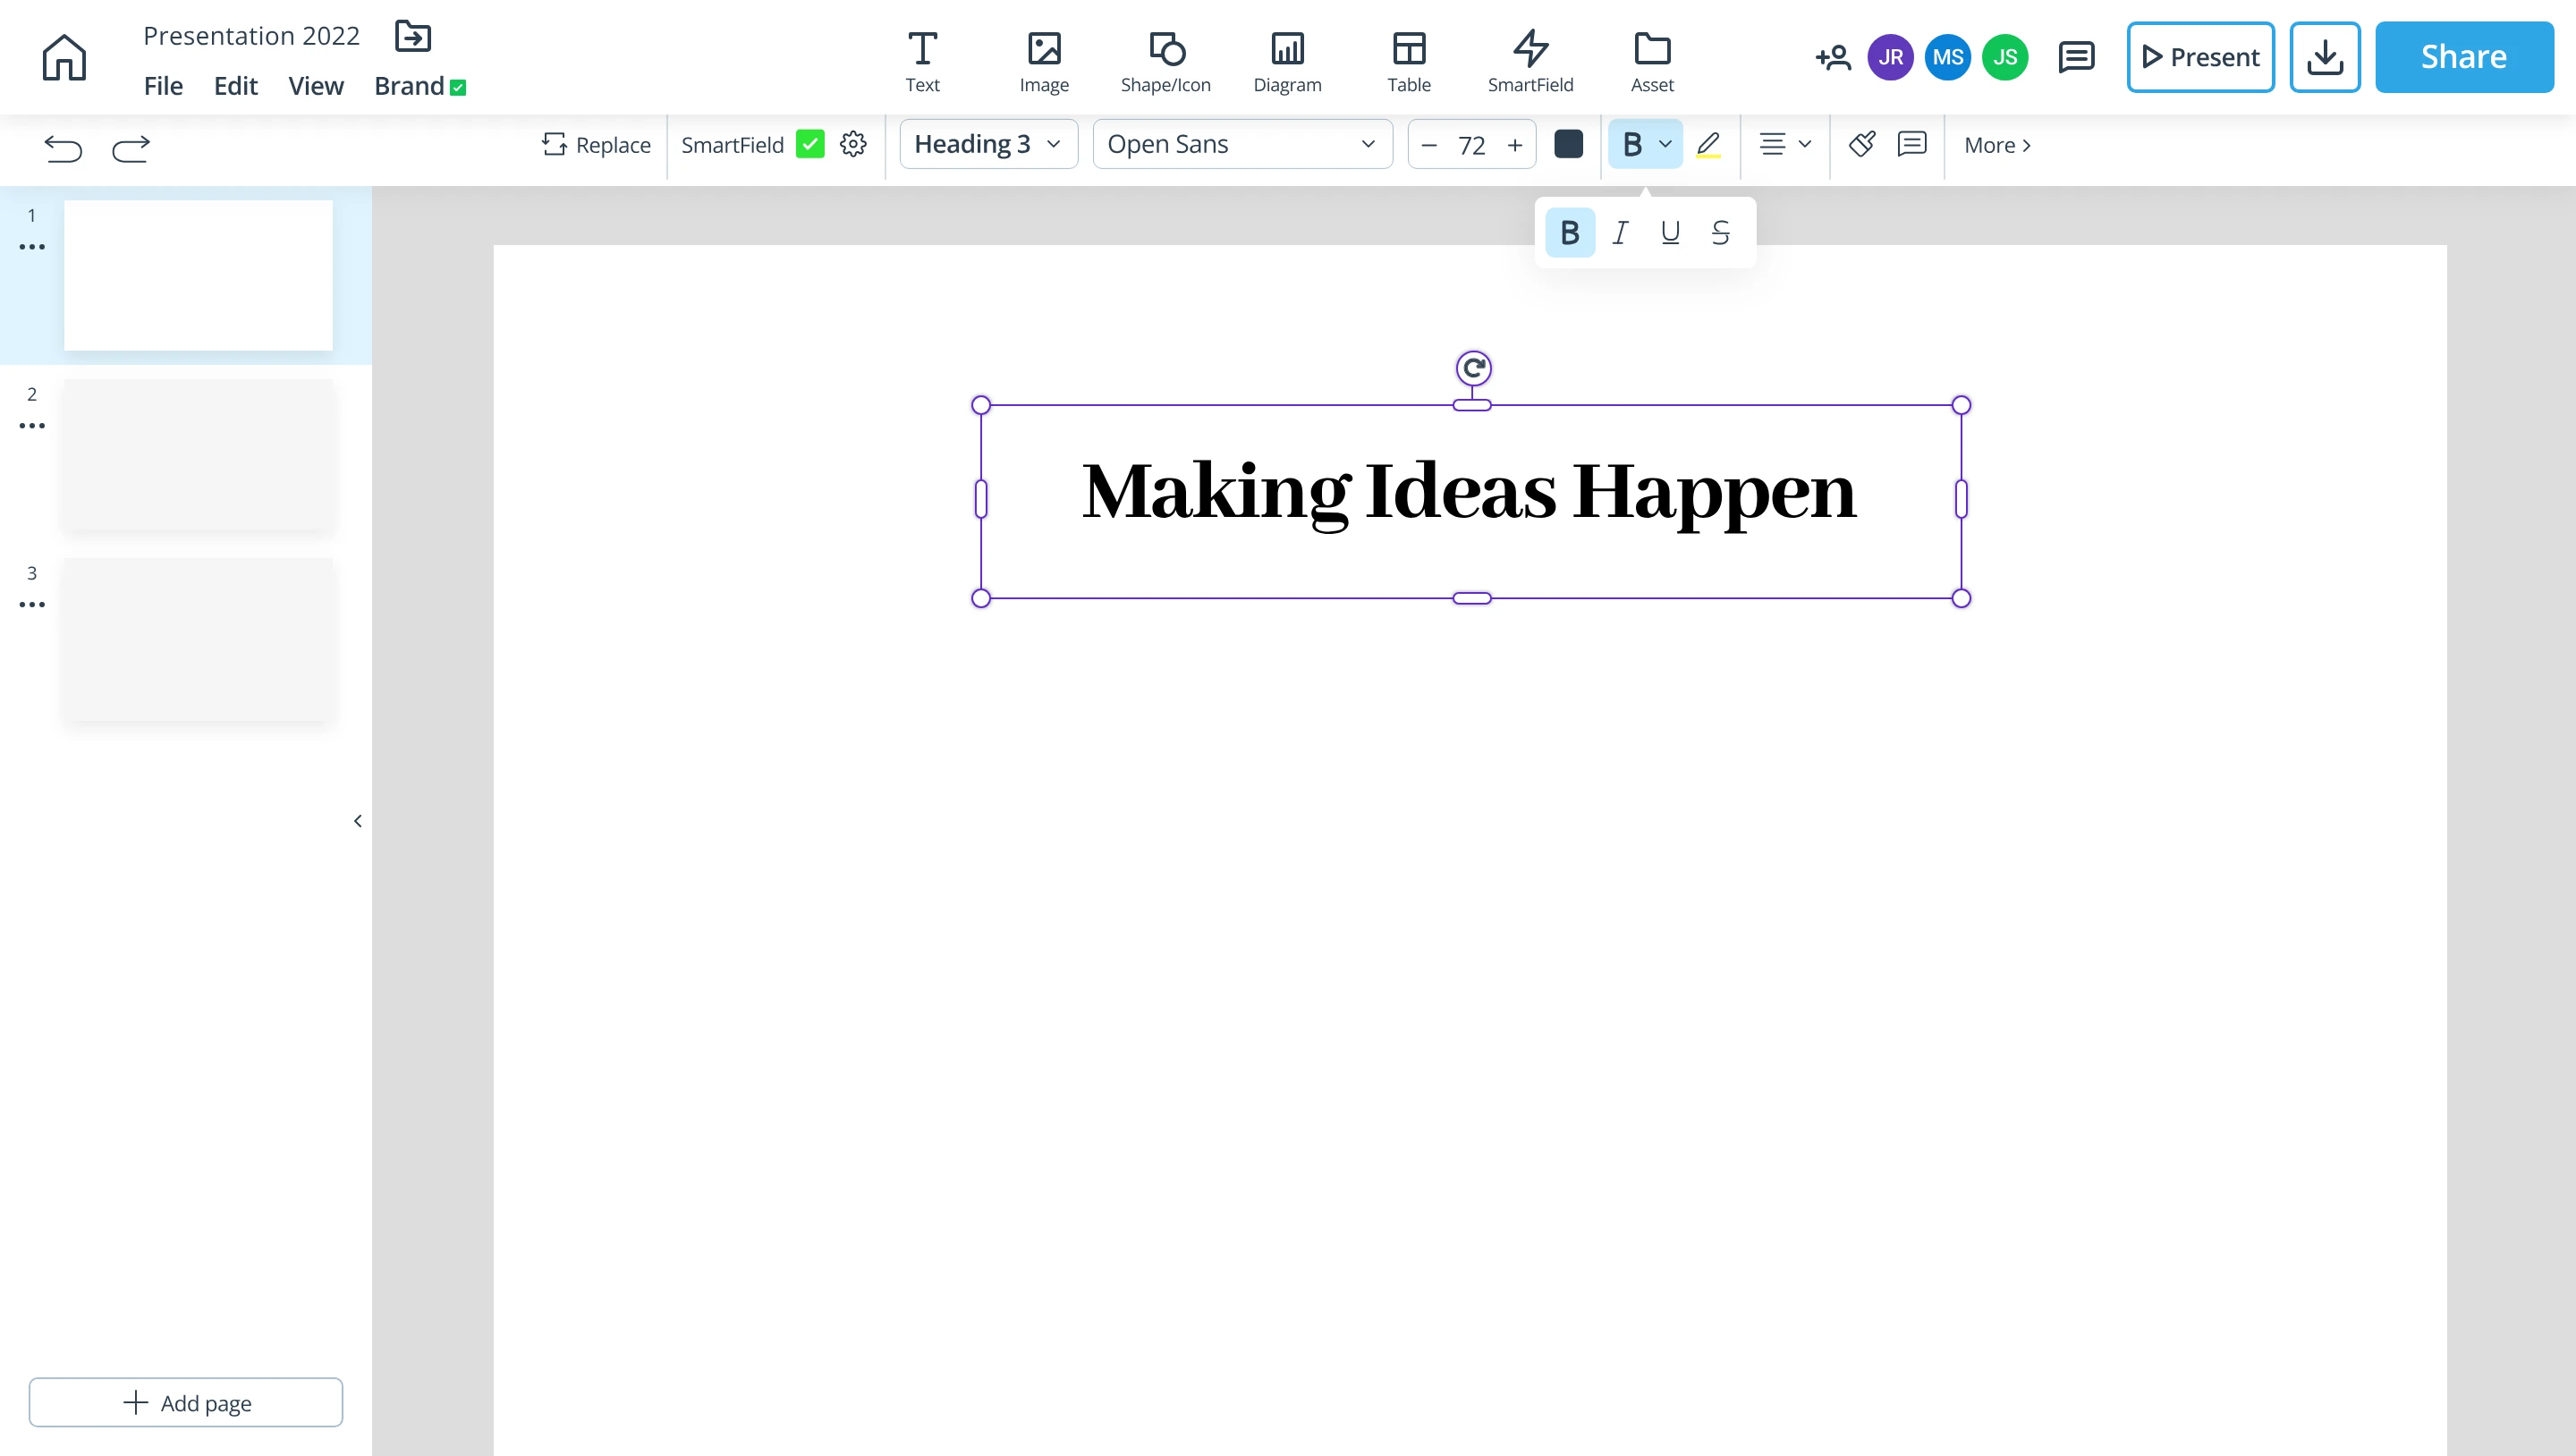 Presentation 2022
File Edit View Brand
Text Image Shape/Icon Diagram Table SmartField Asset
JR MS JS
Present
Share
Replace SmartField Heading 3 Open Sans 72 B More
B I U S
1
2
3
Making Ideas Happen
Add page